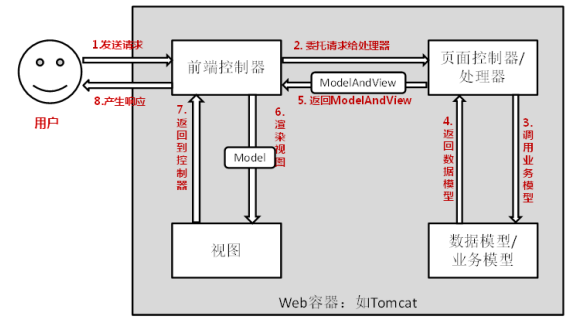 1.发送请求
2. 委托请求给处理器
前端控制器
页面控制器/
处理器
ModelAndView
5. 返回ModelAndView
8.产生响应
用户
7.返回到控制器
6.渲染视图
Model
4.返回数据模型
3.调用业务模型
视图
数据模型/
业务模型
Web容器：如Tomcat